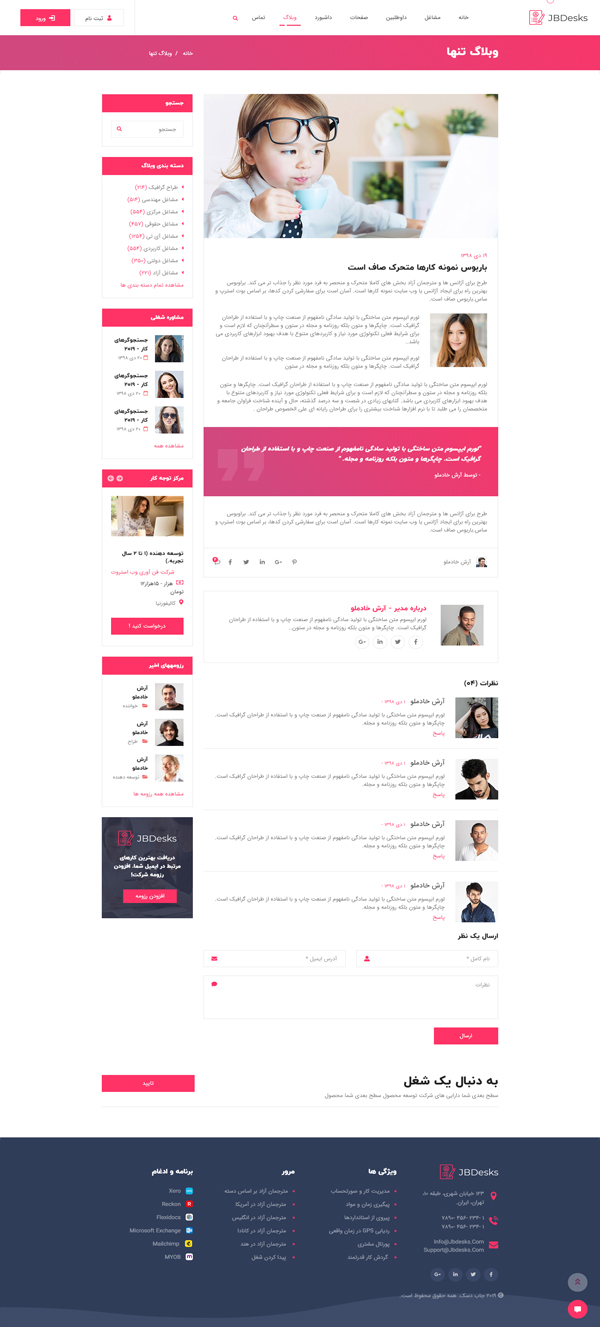 JBDesks
خانه
مشاغل
داوطلبین
صفحات
داشبورد
وبلاگ
تماس
ثبت نام
ورود
وبلاگ تنها
خانه / وبلاگ تنها
۱۹ دی ۱۳۹۸
باربوس نمونه کارها متحرک صاف است
طرح برای آژانس ها و مترجمان آزاد بخش های کاملا متحرک و منحصر به فرد مورد نظر را جذاب تر می کند. براونوس
بهترین راه برای ایجاد آژانس یا وب سایت نمونه کارها است. آسان است برای سفارشی کردن کدها، بر اساس بوت استرپ و
ساس باربوس صاف است.
لورم ایپسوم متن ساختگی با تولید سادگی نامفهوم از صنعت چاپ و با استفاده از طراحان
گرافیک است. چاپگرها و متون بلکه روزنامه و مجله در ستون و سطرآنچنان که لازم است و
برای شرایط فعلی تکنولوژی مورد نیاز و کاربردهای متنوع با هدف بهبود ابزارهای کاربردی می
باشد.
لورم ایپسوم متن ساختگی با تولید سادگی نامفهوم از صنعت چاپ و با استفاده از طراحان
گرافیک است. چاپگرها و متون بلکه روزنامه و مجله در ستون
لورم ایپسوم متن ساختگی با تولید سادگی نامفهوم از صنعت چاپ و با استفاده از طراحان گرافیک است. چاپگرها و متون
بلکه روزنامه و مجله در ستون و سطرآنچنان که لازم است و برای شرایط فعلی تکنولوژی مورد نیاز و کاربردهای متنوع با
هدف بهبود ابزارهای کاربردی می باشد. کتابهای زیادی در شصت و سه درصد گذشته، حال و آینده شناخت فراوان جامعه و
متخصصان را می طلبد تا با نرم افزارها شناخت بیشتری را برای طراحان رایانه ای علی الخصوص طراحان .
"لورم ایپسوم متن ساختگی با تولید سادگی نامفهوم از صنعت چاپ و با استفاده از طراحان
گرافیک است. چاپگرها و متون بلکه روزنامه و مجله. "
- توسط آرش خادملو
طرح برای آژانس ها و مترجمان آزاد بخش های کاملا متحرک و منحصر به فرد مورد نظر را جذاب تر می کند. براونوس
بهترین راه برای ایجاد آژانس یا وب سایت نمونه کارها است. آسان است برای سفارشی کردن کدها، بر اساس بوت استرپ و
ساس باربوس صاف است.
آرش خادملو
درباره مدیر - آرش خادملو
لورم ایپسوم متن ساختگی با تولید سادگی نامفهوم از صنعت چاپ و با استفاده از طراحان
گرافیک است. چاپگرها و متون بلکه روزنامه و مجله در ستون.
نظرات (۰۴)
آرش خادملو ۱ دی ۱۳۹۸ -
لورم ایپسوم متن ساختگی با تولید سادگی نامفهوم از صنعت چاپ و با استفاده از طراحان گرافیک است.
چاپگرها و متون بلکه روزنامه و مجله.
پاسخ
آرش خادملو ۱ دی ۱۳۹۸ -
لورم ایپسوم متن ساختگی با تولید سادگی نامفهوم از صنعت چاپ و با استفاده از طراحان گرافیک است.
چاپگرها و متون بلکه روزنامه و مجله.
پاسخ
آرش خادملو ۱ دی ۱۳۹۸ -
لورم ایپسوم متن ساختگی با تولید سادگی نامفهوم از صنعت چاپ و با استفاده از طراحان گرافیک است.
چاپگرها و متون بلکه روزنامه و مجله.
پاسخ
آرش خادملو ۱ دی ۱۳۹۸ -
لورم ایپسوم متن ساختگی با تولید سادگی نامفهوم از صنعت چاپ و با استفاده از طراحان گرافیک است.
چاپگرها و متون بلکه روزنامه و مجله.
پاسخ
ارسال یک نظر
نام کامل *
آدرس ایمیل *
نظرات
ارسال
جستجو
جستجو
دسته بندی وبلاگ
طراح گرافیک (۲۱۴)
مشاغل مهندسی (۵۱۴)
مشاغل مرکزی (۵۵۴)
مشاغل حقوقی (۴۵۷)
مشاغل آی تی (۱۲۵۴)
مشاغل کاربردی (۵۵۴)
مشاغل دولتی (۳۵۰)
مشاغل آزاد (۲۲۱)
مشاهده تمام دسته بندی ها
مشاوره شغلی
جستجوگرهای
کار - ۲۰۱۹
۲۰ دی ۱۳۹۸
جستجوگرهای
کار - ۲۰۱۹
۲۰ دی ۱۳۹۸
جستجوگرهای
کار - ۲۰۱۹
۲۰ دی ۱۳۹۸
مشاهده همه
مرکز توجه کار
توسعه دهنده (۱ تا ۲ سال
تجربه.)
شرکت فن آوری وب استروت
۱۲هزار - ۱۵هزار
تومان
کالیفورنیا
درخواست کنید !
رزومههای اخیر
آرش
خادملو
خواننده
آرش
خادملو
طراح
آرش
خادملو
توسعه دهنده
مشاهده همه رزومه ها
JBDesks
دریافت بهترین کارهای
مرتبط در ایمیل شما. افزودن
رزومه شرکت!
افزودن رزومه
به دنبال یک شغل
سطح بعدی شما دارایی های شرکت توسعه محصول سطح بعدی شما محصول
تایید
JBDesks
۱۲۳ خیابان شهری، طبقه ۱۰،
تهران، ایران.
Info@Jbdesks.Com
Support@Jbdesks.Com
ویژگی ها
مدیریت کار و سورتحساب
پیگیری زمان و مواد
پیروی از استانداردها
ردیابی GPS در زمان واقعی
پورتال مشتری
گردش کار قدرتمند
مرور
مترجمان آزاد بر اساس دسته
مترجمان آزاد در آمریکا
مترجمان آزاد در انگلیس
مترجمان آزاد در کانادا
مترجمان آزاد در هند
پیدا کردن شغل
برنامه و ادغام
Xero
Reckon
Flexidocs
Microsoft Exchange
Mailchimp
MYOB
© ۲۰۱۹ جاب دسک. همه حقوق محفوظ است.